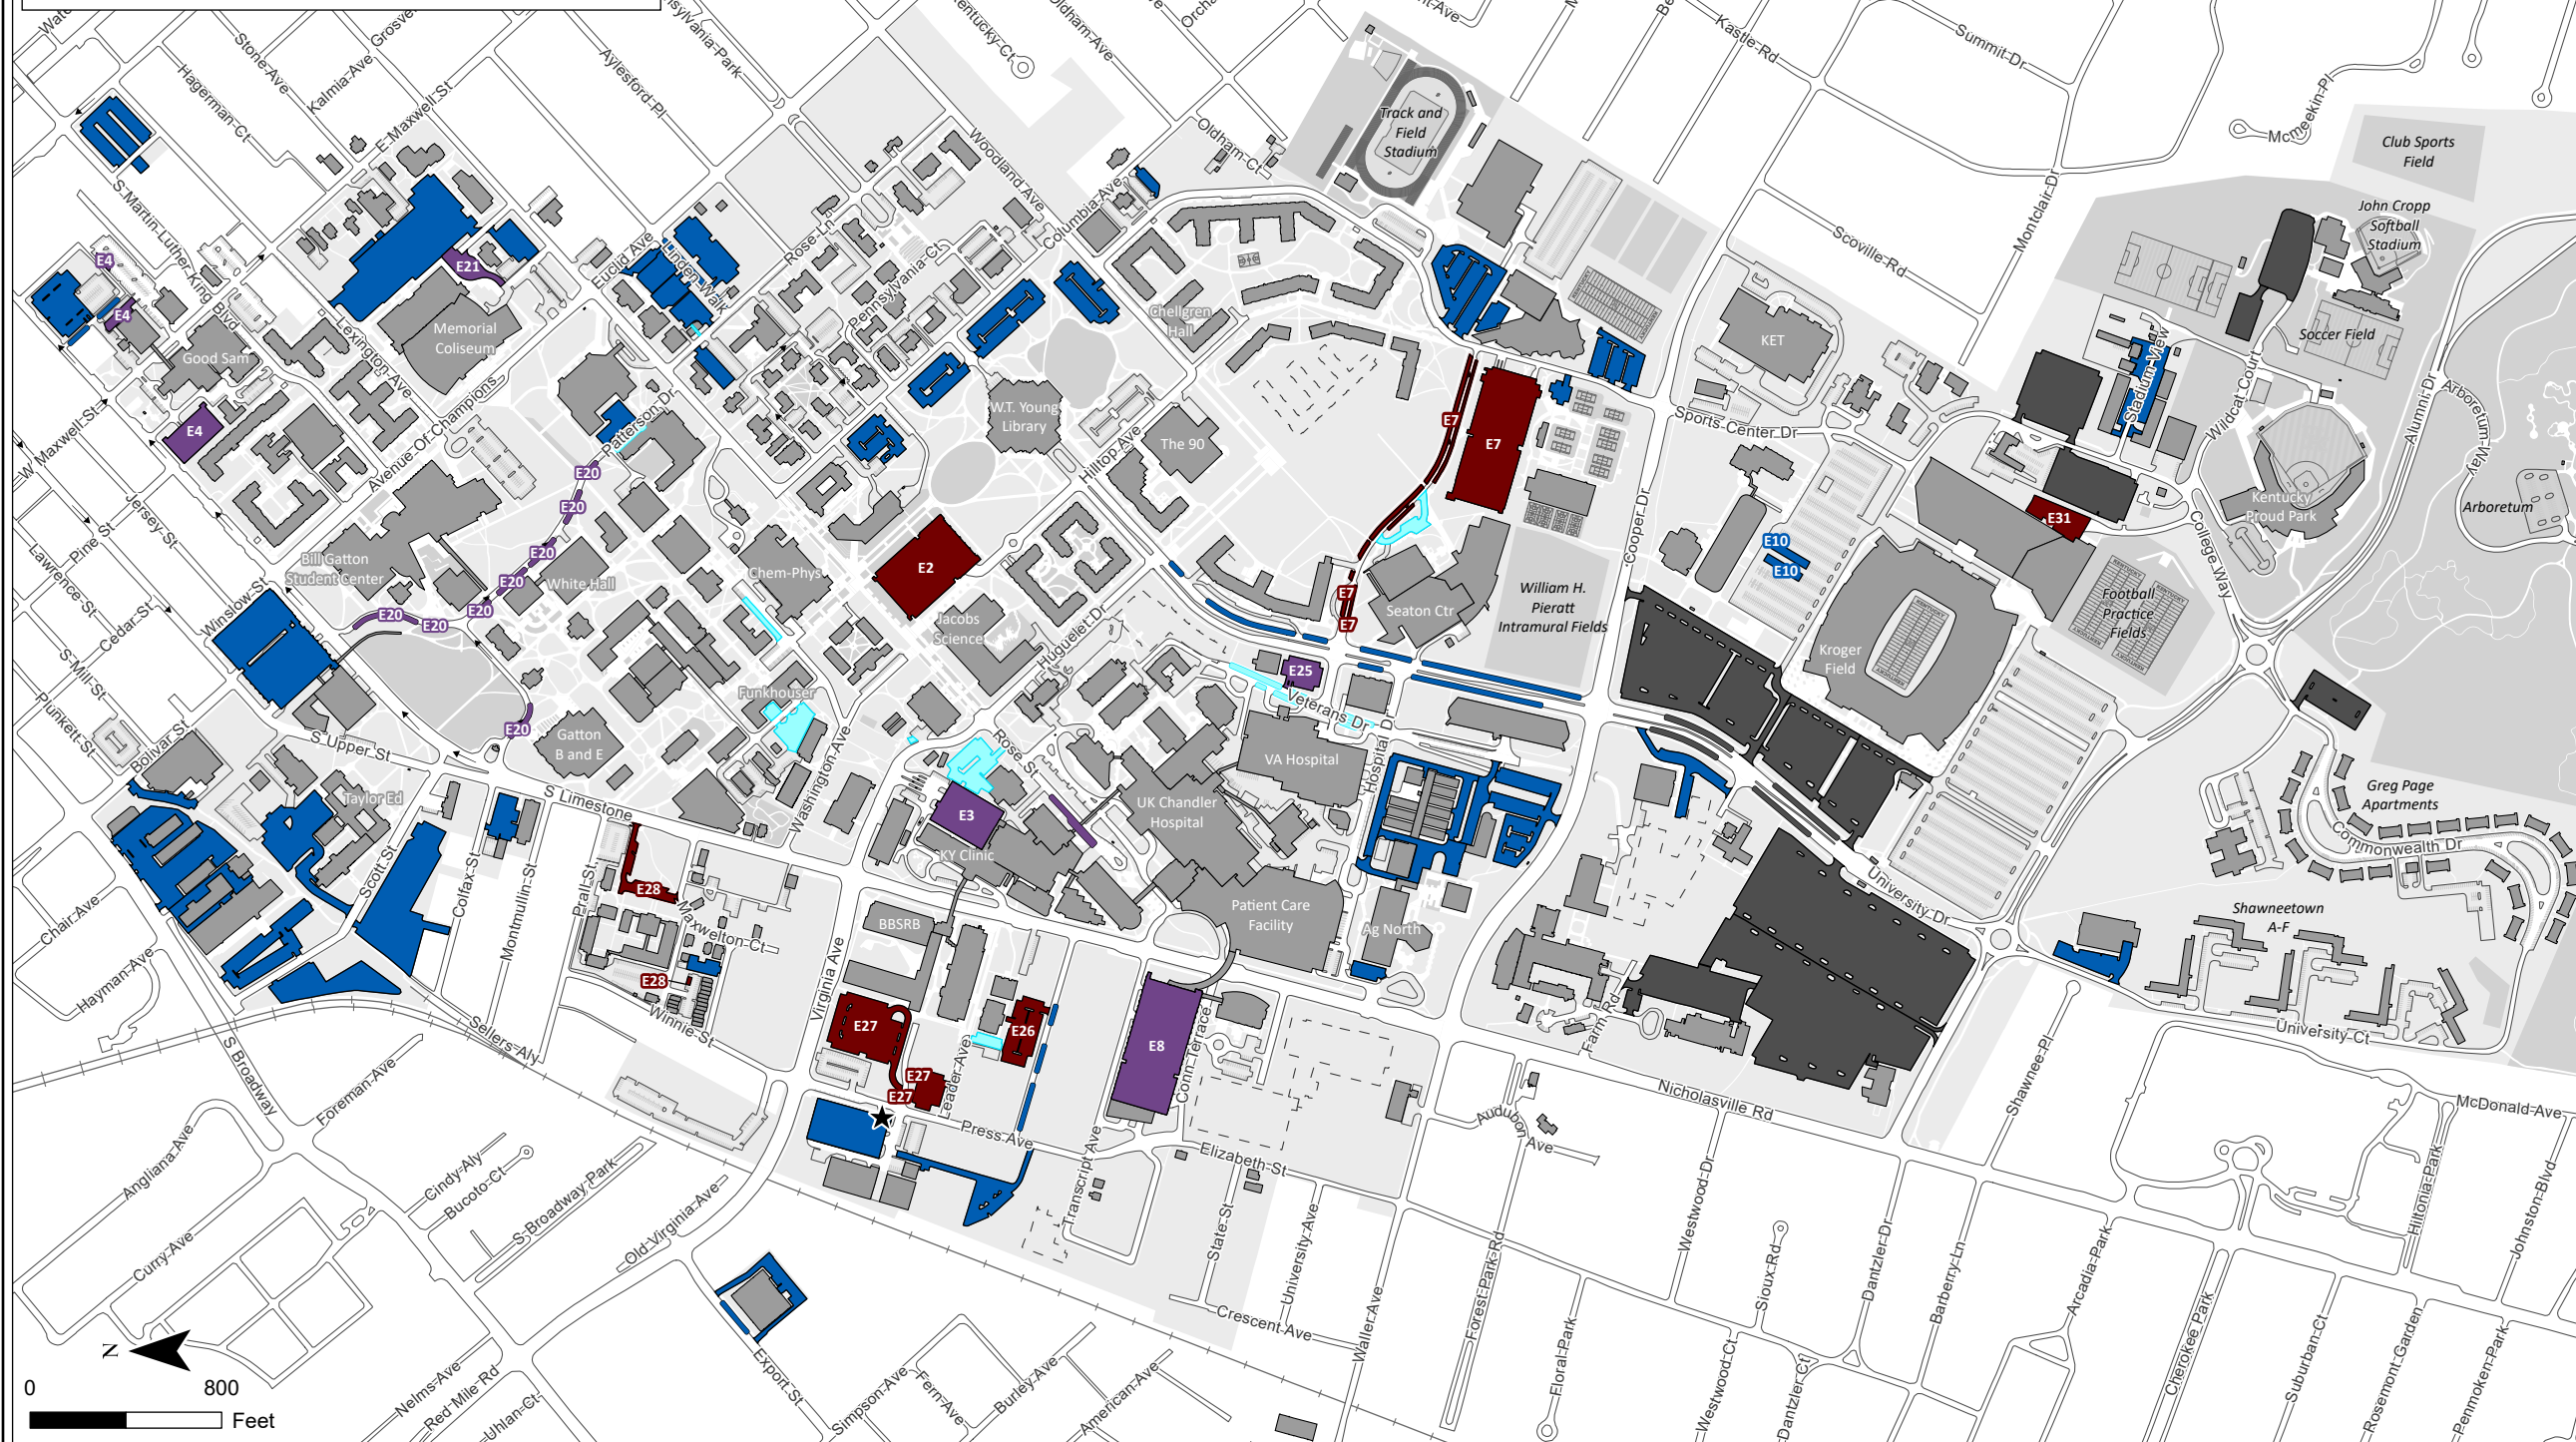 Stone Ave
Kalmia Ave
Hagerman Ct
E Maxwell St
Aylesford Pl
Kentucky Ct
Oldham Ave
Kastle Rd
Summit Dr
Mcmeekin Pl
Track and
Field
Stadium
Club Sports
Field
Oldham Ct
Woodland Ave
Columbia Ave
Montclair Dr
John Cropp
Softball
Stadium
S Martin Luther King Blvd
E4
E21
Euclid Ave
Linden Walk
Rose Ln
Pennsylvania Ct
Scoville Rd
E4
Memorial
Coliseum
Good Sam
Lexington Ave
Chellgren
Hall
KET
Soccer Field
Stadium View
Wildcat Court
Alumni Dr
Arboretum Way
E4
Avenue Of Champions
Patterson Dr
W.T. Young
Library
Hilltop Ave
The 90
E7
E7
Sports Center Dr
W Maxwell St
Jersey St
Pine St
Lawrence St
Cedar St
E20
E20
E20
E20
E20
E20
E20
E20
Kentucky
Proud Park
Arboretum
E31
Cooper Dr
E10
E10
College Way
Bill Gatton
Student Center
White Hall
Chem-Phys
E2
Jacobs
Science
Huguelet Dr
E7
E7
Seaton Ctr
William H.
Pieratt
Intramural Fields
Kroger
Field
Football
Practice
Fields
Winslow St
S Mill St
Plunkett St
Bolivar St
S Upper St
Gatton
B and E
Funkhouser
Washington Ave
Rose St
E25
Veterans Dr
VA Hospital
Hospital Dr
UK Chandler
Hospital
Taylor Ed
S Limestone
E3
KY Clinic
Greg Page
Apartments
Commonwealth Dr
Scott St
Colfax St
Montmullin St
Prall St
E28
Maxwelton Ct
BBSRB
Patient Care
Facility
Ag North
University Dr
Shawneetown
A-F
Chair Ave
Hayman Ave
E28
Winnie St
Virginia Ave
E27
E26
E27
E27
Leader Ave
E8
Conn Terrace
Farm Rd
University Ct
Sellers Aly
S Broadway
Foreman Ave
Press Ave
Transcript Ave
Elizabeth St
Audubon Ave
Nicholasville Rd
Shawnee Pl
McDonald Ave
Angliana Ave
Cindy Aly
Bucoto Ct
S Broadway Park
Old Virginia Ave
Curry Ave
State St
University Ave
Crescent Ave
Waller Ave
Forest Park Rd
Floral Park
Westwood Dr
Westwood Ct
Sioux Rd
Dantzler Dr
Dantzler Ct
Barberry Ln
Arcadia Park
Cherokee Park
Suburban Ct
Hiltonia Park
Johnston Blvd
Rosemont Garden
Penmoken Park
Export St
Nelms Ave
Red Mile Rd
Uhlan Ct
Simpson Ave
Fern Ave
Burley Ave
American Ave
N
0 800
Feet